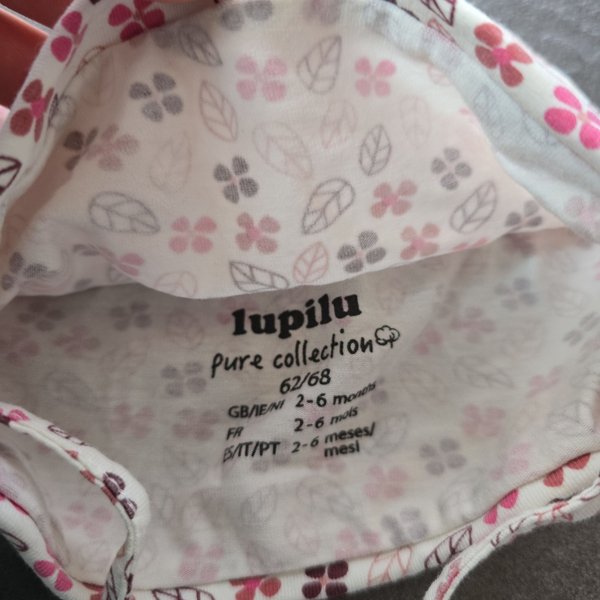 lupilu
pure collection
62/68
GB/IE/NI 2-6 months
FR 2-6 mois
ES/IT/PT 2-6 meses/
mesi